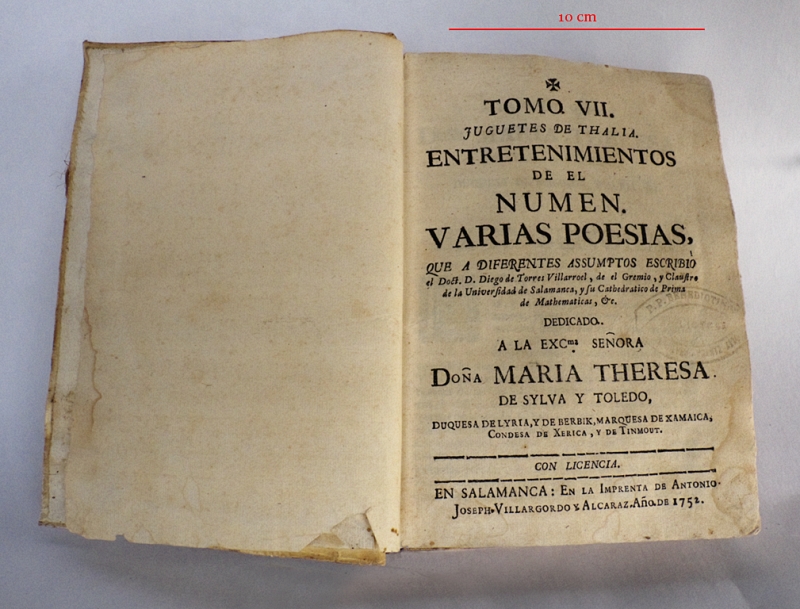 10 cm
✠
TOMO VII.
JUGUETES DE THALIA.
ENTRETENIMIENTOS
DE EL
NUMEN.
VARIAS POESIAS,
QUE A DIFERENTES ASSUMPTOS ESCRIBIÒ
el Doct. D. Diego de Torres Villarroel, de el Gremio, y Claustro
de la Universidad de Salamanca, y su Cathedratico de Prima
de Mathematicas, &c.
DEDICADO.
A LA EXCma. SEÑORA
DOÑA MARIA THERESA
DE SYLVA Y TOLEDO,
DUQUESA DE LYRIA, Y DE BERBIK, MARQUESA DE XAMAICA,
CONDESA DE XERICA, Y DE TINMOUT.
CON LICENCIA.
EN SALAMANCA: EN LA IMPRENTA DE ANTONIO
JOSEPH VILLARGORDO Y ALCARAZ. Año. DE 1752.
P.P. BENEDICTINOS